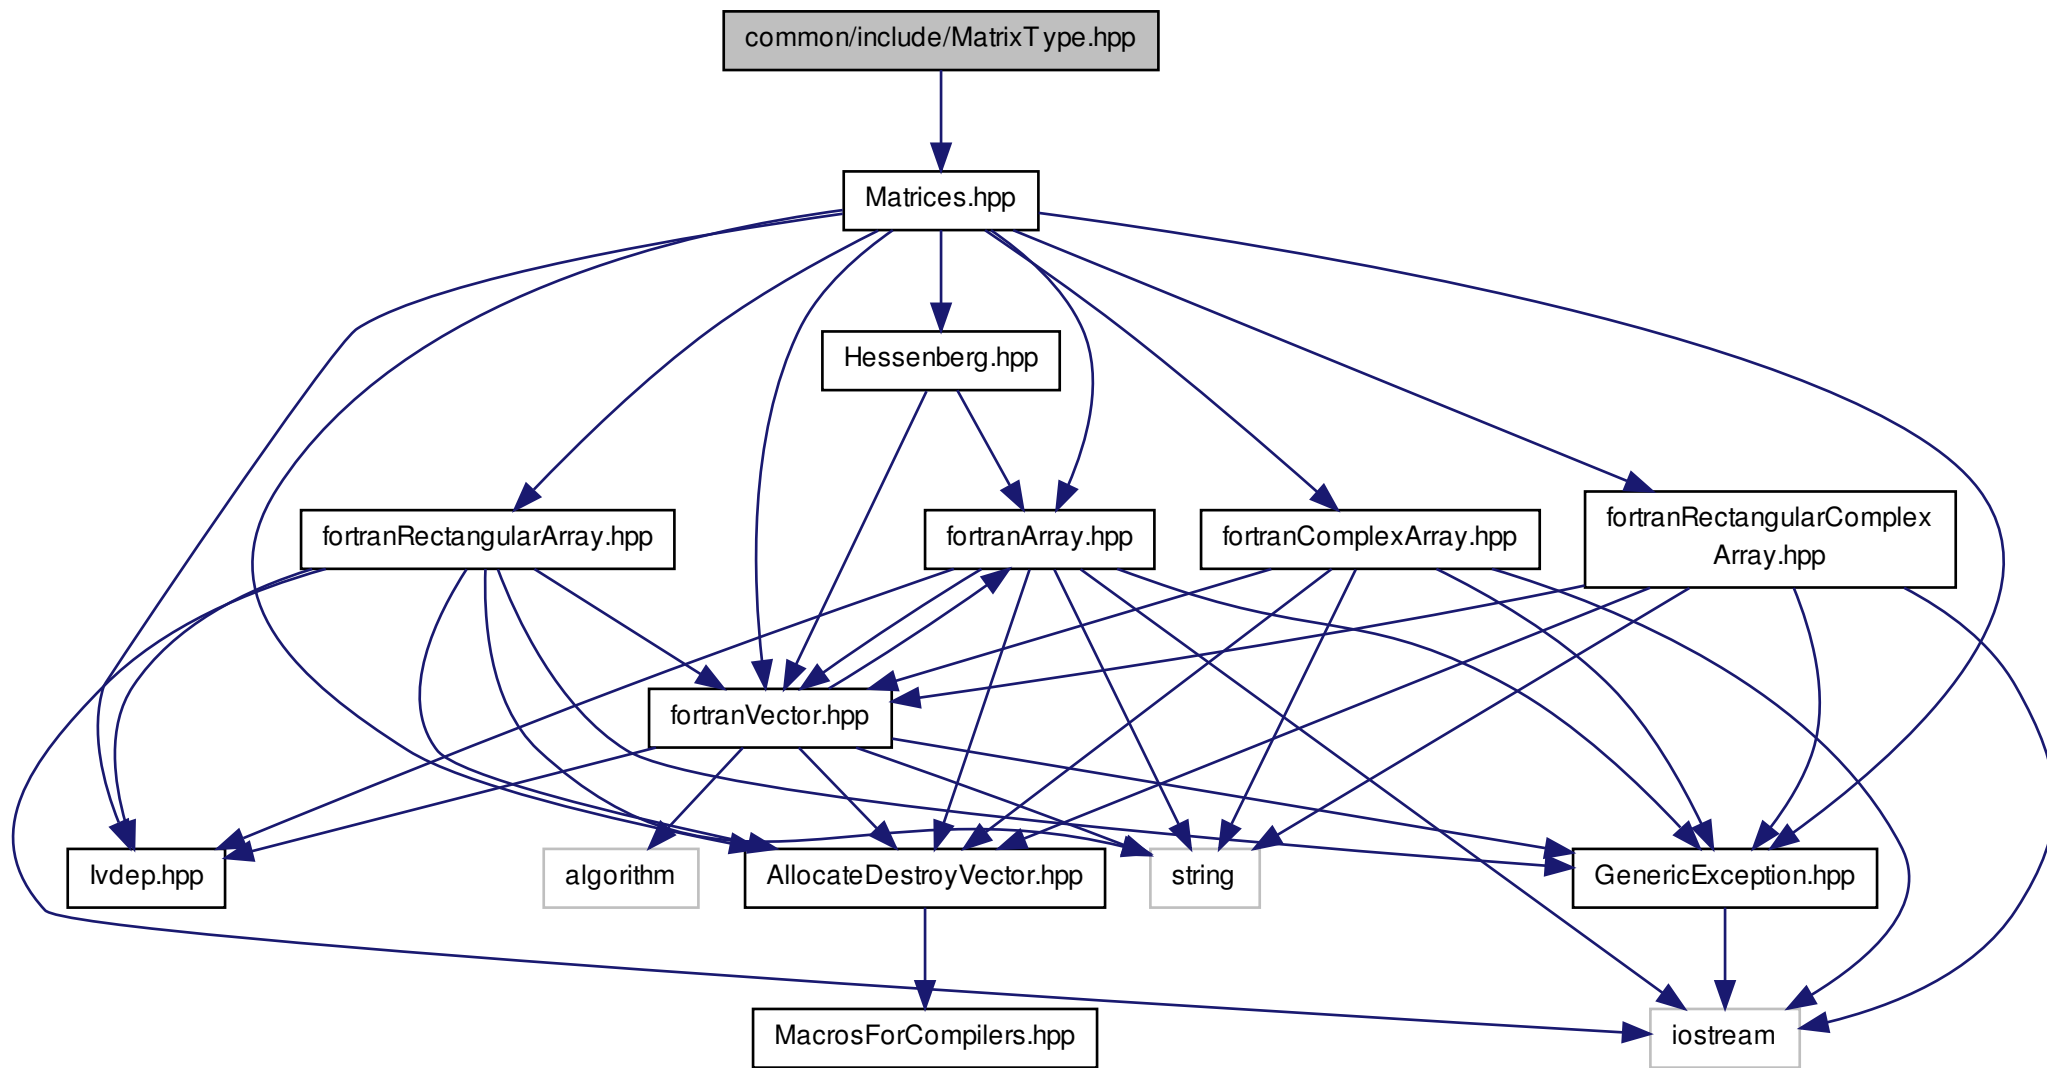 common/include/MatrixType.hpp
Matrices.hpp
Hessenberg.hpp
fortranRectangularArray.hpp
fortranArray.hpp
fortranComplexArray.hpp
fortranRectangularComplex
Array.hpp
fortranVector.hpp
Ivdep.hpp
algorithm
AllocateDestroyVector.hpp
string
GenericException.hpp
MacrosForCompilers.hpp
iostream